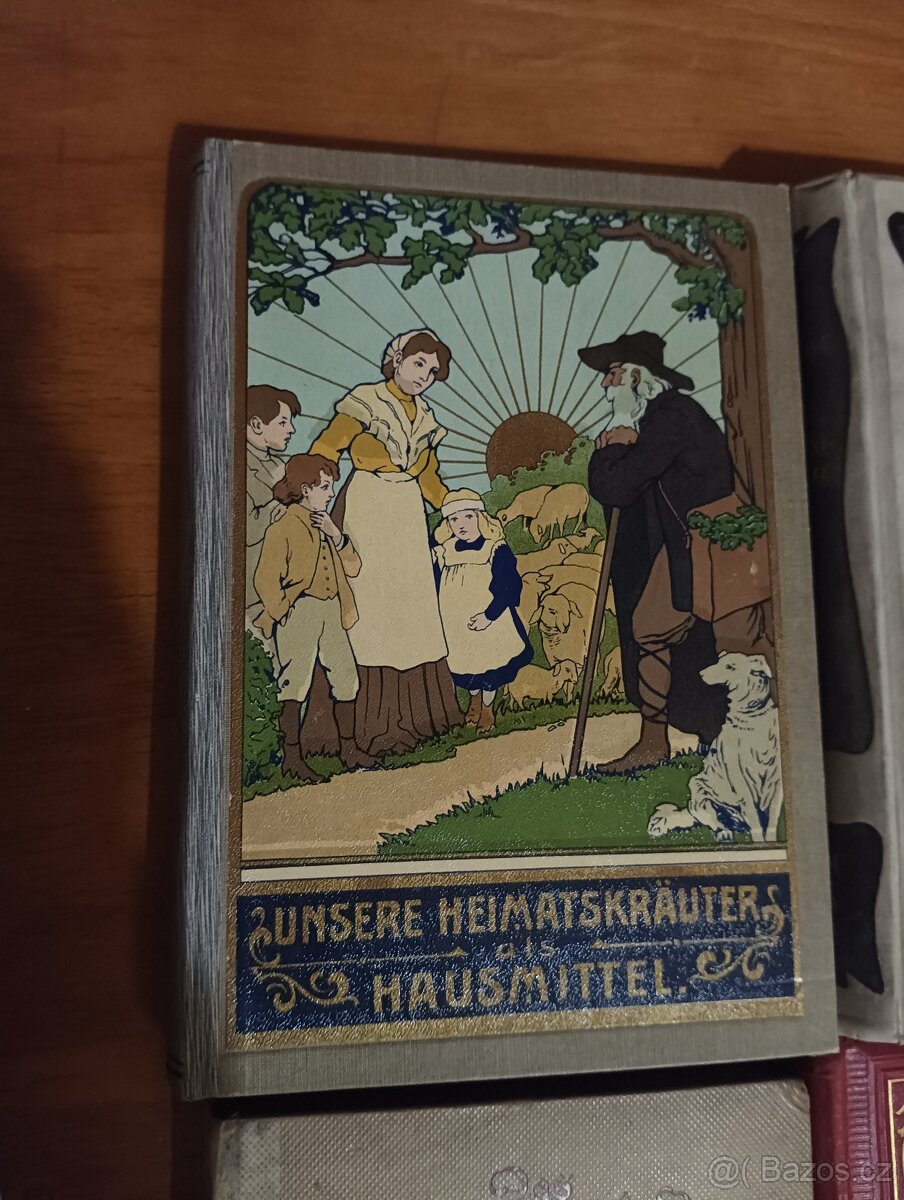 UNSERE HEIMATSKRÄUTER
als
HAUSMITTEL.
@( Bazos.cz